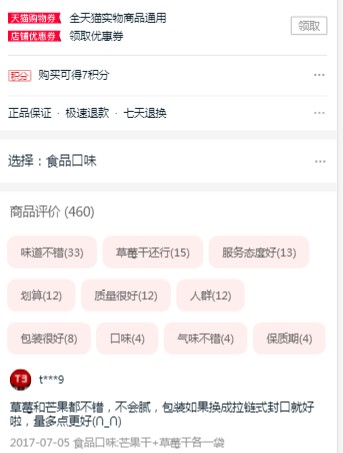 天猫购物券 全天猫实物商品通用
店铺优惠券 领取优惠券
领取
积分 购买可得7积分
正品保证 · 极速退款 · 七天退换
选择：食品口味
商品评价 (460)
味道不错(33) 草莓干还行(15) 服务态度好(13)
划算(12) 质量很好(12) 人群(12)
包装很好(8) 口味(4) 气味不错(4) 保质期(4)
T3 t***9
草莓和芒果都不错，不会腻，包装如果换成拉链式封口就好
啦，量多点更好(∩_∩)
2017-07-05 食品口味:芒果干+草莓干各一袋